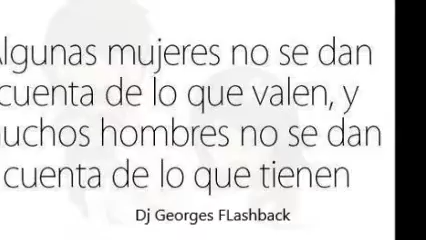 Algunas mujeres no se dan
cuenta de lo que valen, y
muchos hombres no se dan
cuenta de lo que tienen
Dj Georges FLashback